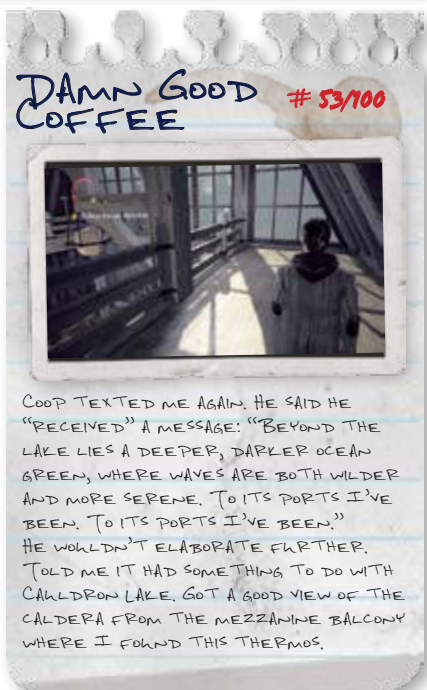 DAMN GOOD
COFFEE
# 53/100
COOP TEXTED ME AGAIN. HE SAID HE
"RECEIVED" A MESSAGE: "BEYOND THE
LAKE LIES A DEEPER, DARKER OCEAN
GREEN, WHERE WAVES ARE BOTH WILDER
AND MORE SERENE. TO ITS PORTS I'VE
BEEN. TO ITS PORTS I'VE BEEN."
HE WOULDN'T ELABORATE FURTHER.
TOLD ME IT HAD SOMETHING TO DO WITH
CAULDRON LAKE. GOT A GOOD VIEW OF THE
CALDERA FROM THE MEZZANINE BALCONY
WHERE I FOUND THIS THERMOS.